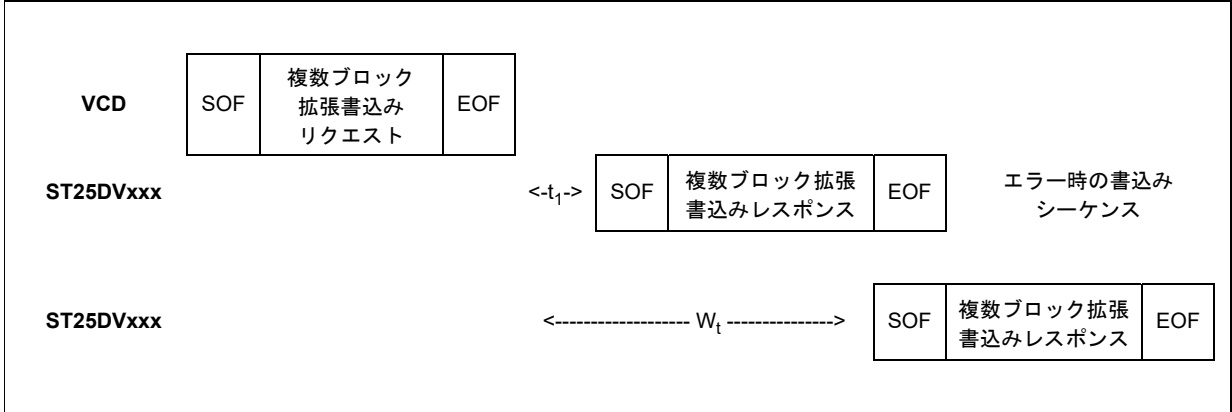 VCD
SOF
複数ブロック
拡張書込み
リクエスト
EOF
ST25DVxxx
<-t1->
SOF
複数ブロック拡張
書込みレスポンス
EOF
エラー時の書込み
シーケンス
ST25DVxxx
<------------------- Wt --------------->
SOF
複数ブロック拡張
書込みレスポンス
EOF